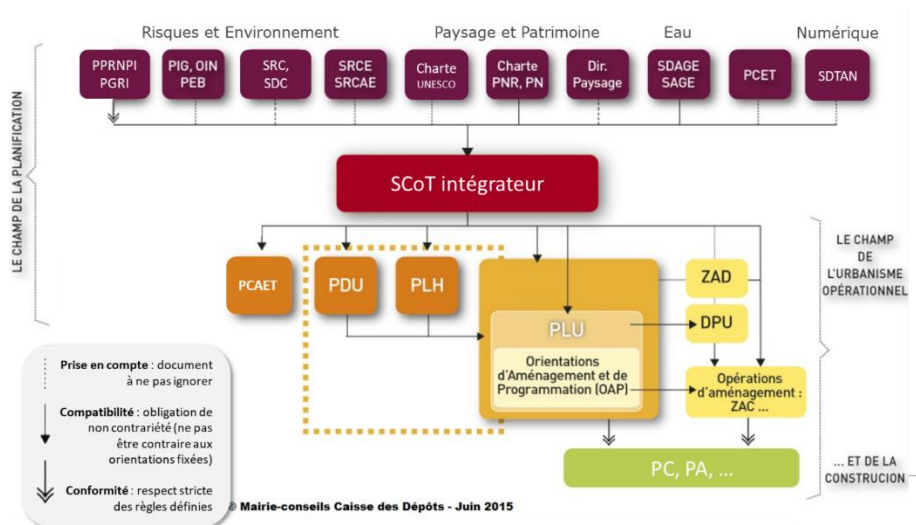 Risques et Environnement
Paysage et Patrimoine
Eau
Numérique
PPRNPI
PGRI
PIG, OIN
PEB
SRC,
SDC
SRCE
SRCAE
Charte
UNESCO
Charte
PNR, PN
Dir.
Paysage
SDAGE
SAGE
PCET
SDTAN
LE CHAMP DE LA PLANIFICATION
SCoT intégrateur
PCAET
PDU
PLH
PLU
Orientations
d'Aménagement et de
Programmation (OAP)
ZAD
DPU
Opérations
d'aménagement :
ZAC ...
LE CHAMP
DE
L'URBANISME
OPÉRATIONNEL
PC, PA, ...
... ET DE LA
CONSTRUCION
Prise en compte : document
à ne pas ignorer
Compatibilité : obligation de
non contrariété (ne pas
être contraire aux
orientations fixées)
Conformité : respect stricte
des règles définies
© Mairie-conseils Caisse des Dépôts - Juin 2015